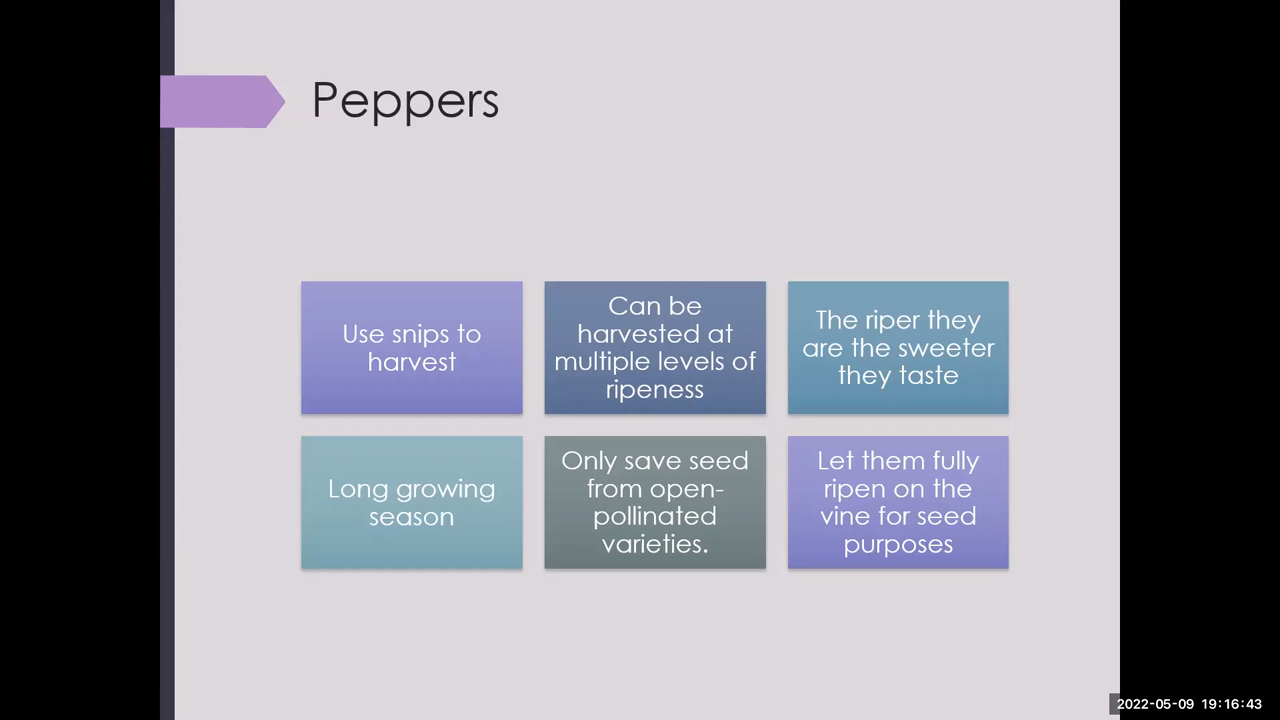 Peppers
Use snips to
harvest
Can be
harvested at
multiple levels of
ripeness
The riper they
are the sweeter
they taste
Long growing
season
Only save seed
from open-
pollinated
varieties.
Let them fully
ripen on the
vine for seed
purposes
2022-05-09 19:16:43